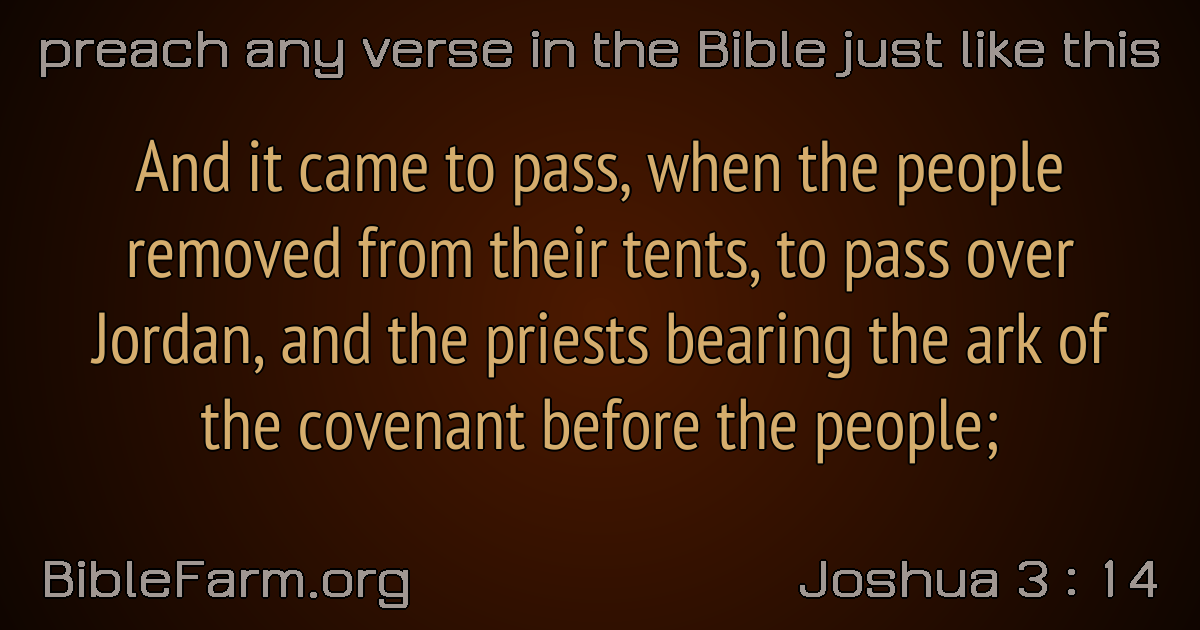 preach any verse in the Bible just like this
And it came to pass, when the people
removed from their tents, to pass over
Jordan, and the priests bearing the ark of
the covenant before the people;
BibleFarm.org
Joshua 3 : 14